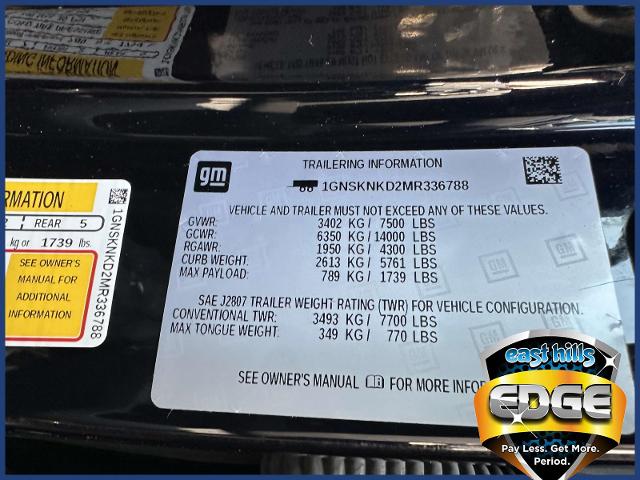 INFORMATION
gm
TRAILERING INFORMATION
1GNSKNKD2MR336788
VEHICLE AND TRAILER MUST NOT EXCEED ANY OF THESE VALUES.
GVWR: 3402 KG / 7500 LBS
GCWR: 6350 KG / 14000 LBS
RGAWR: 1950 KG / 4300 LBS
CURB WEIGHT: 2613 KG / 5761 LBS
MAX PAYLOAD: 789 KG / 1739 LBS
SAE J2807 TRAILER WEIGHT RATING (TWR) FOR VEHICLE CONFIGURATION.
CONVENTIONAL TWR: 3493 KG / 7700 LBS
MAX TONGUE WEIGHT: 349 KG / 770 LBS
SEE OWNER'S MANUAL FOR MORE
RMATION
REAR 5
kg or 1739 lbs.
SEE OWNER'S
MANUAL FOR
ADDITIONAL
INFORMATION
1GNSKNKD2MR336788
east hills
EDGE
Pay Less. Get More.
Period.